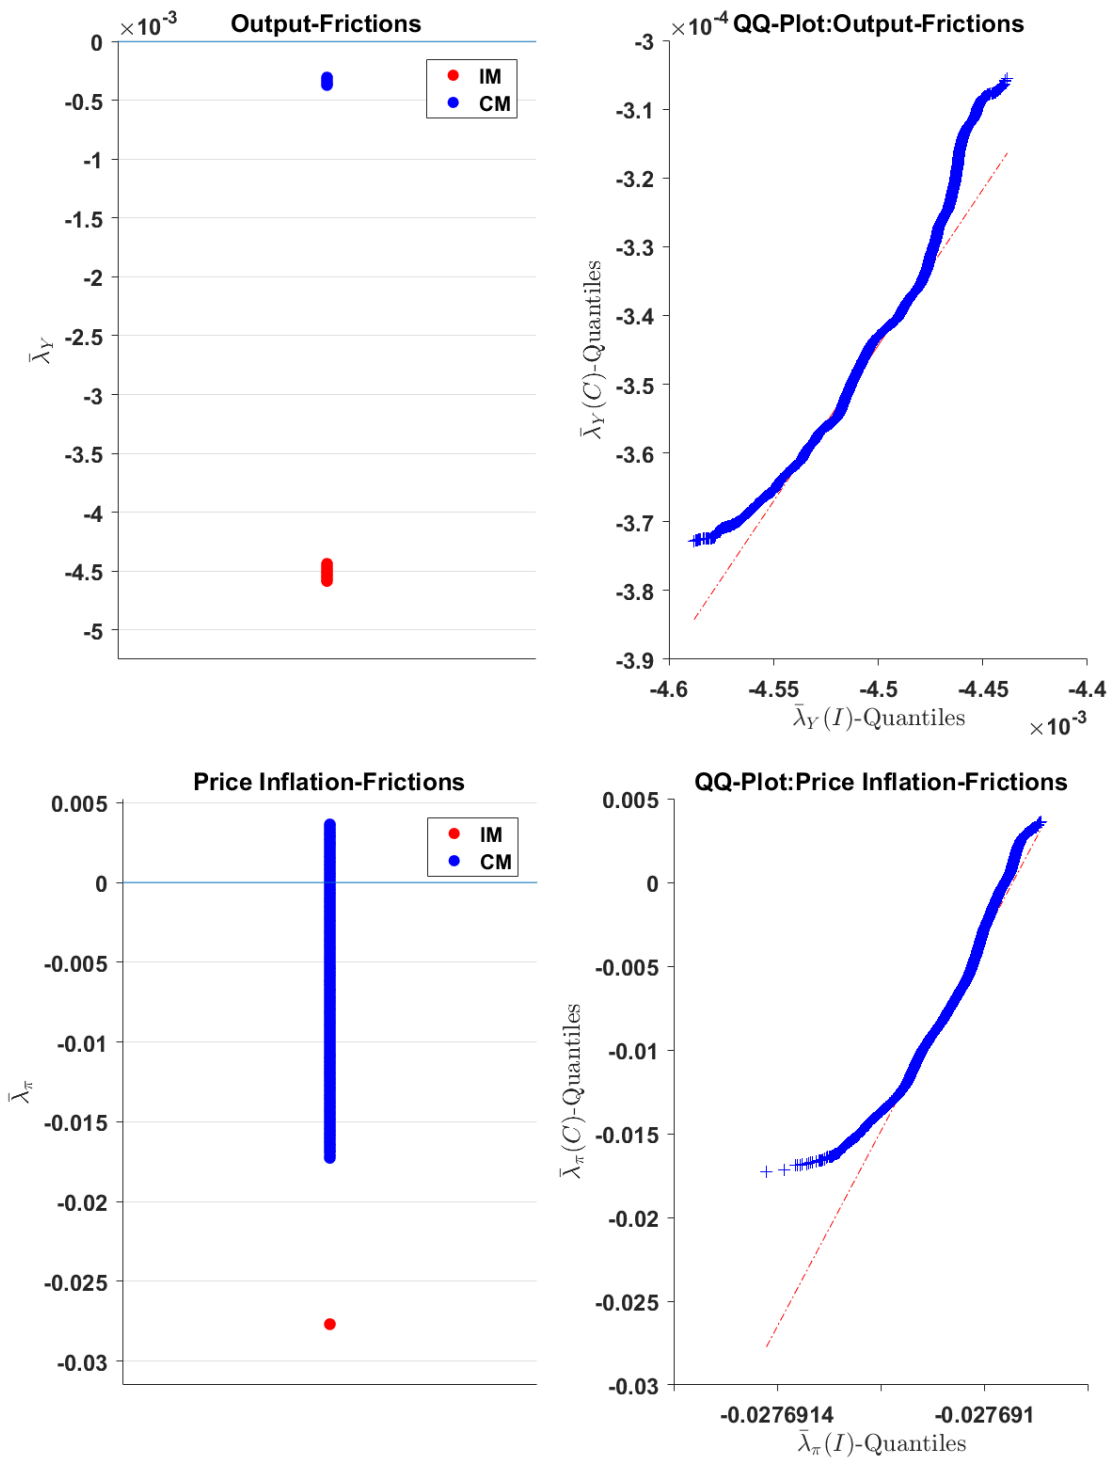 Output-Frictions
×10⁻³
0
-0.5
-1
-1.5
-2
-2.5
-3
-3.5
-4
-4.5
-5
λ̄_Y
IM
CM
QQ-Plot:Output-Frictions
×10⁻⁴
-3
-3.1
-3.2
-3.3
-3.4
-3.5
-3.6
-3.7
-3.8
-3.9
λ̄_Y(C)-Quantiles
-4.6 -4.55 -4.5 -4.45 -4.4
λ̄_Y(I)-Quantiles
×10⁻³
Price Inflation-Frictions
0.005
0
-0.005
-0.01
-0.015
-0.02
-0.025
-0.03
λ̄_π
IM
CM
QQ-Plot:Price Inflation-Frictions
0.005
0
-0.005
-0.01
-0.015
-0.02
-0.025
-0.03
λ̄_π(C)-Quantiles
-0.0276914 -0.027691
λ̄_π(I)-Quantiles